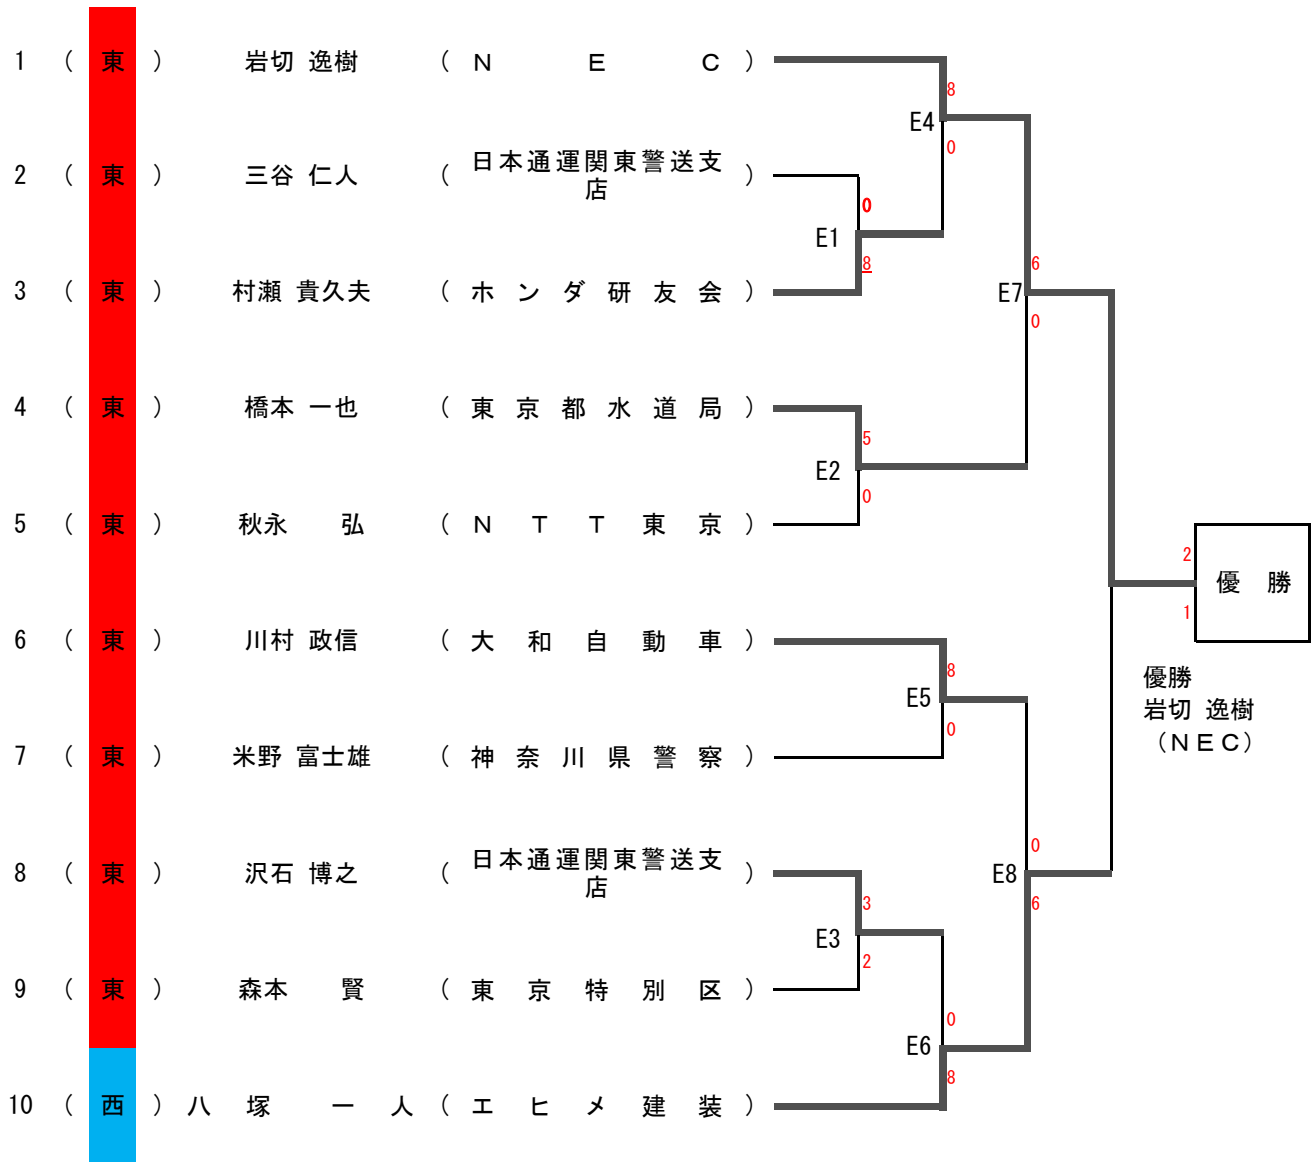 1 ( 東 ) 岩切 逸樹 ( Ｎ Ｅ Ｃ )
8
E4
0
2 ( 東 ) 三谷 仁人 ( 日本通運関東警送支店 )
0
E1
8
3 ( 東 ) 村瀬 貴久夫 ( ホンダ研友会 )
6
E7
0
4 ( 東 ) 橋本 一也 ( 東京都水道局 )
5
E2
0
5 ( 東 ) 秋永 弘 ( ＮＴＴ東京 )
2
優 勝
1
6 ( 東 ) 川村 政信 ( 大和自動車 )
8
E5
0
優勝
岩切 逸樹
（ＮＥＣ）
7 ( 東 ) 米野 富士雄 ( 神奈川県警察 )
8 ( 東 ) 沢石 博之 ( 日本通運関東警送支店 )
0
E8
6
3
E3
2
9 ( 東 ) 森本 賢 ( 東京特別区 )
0
E6
8
10 ( 西 ) 八塚 一人 ( エヒメ建装 )